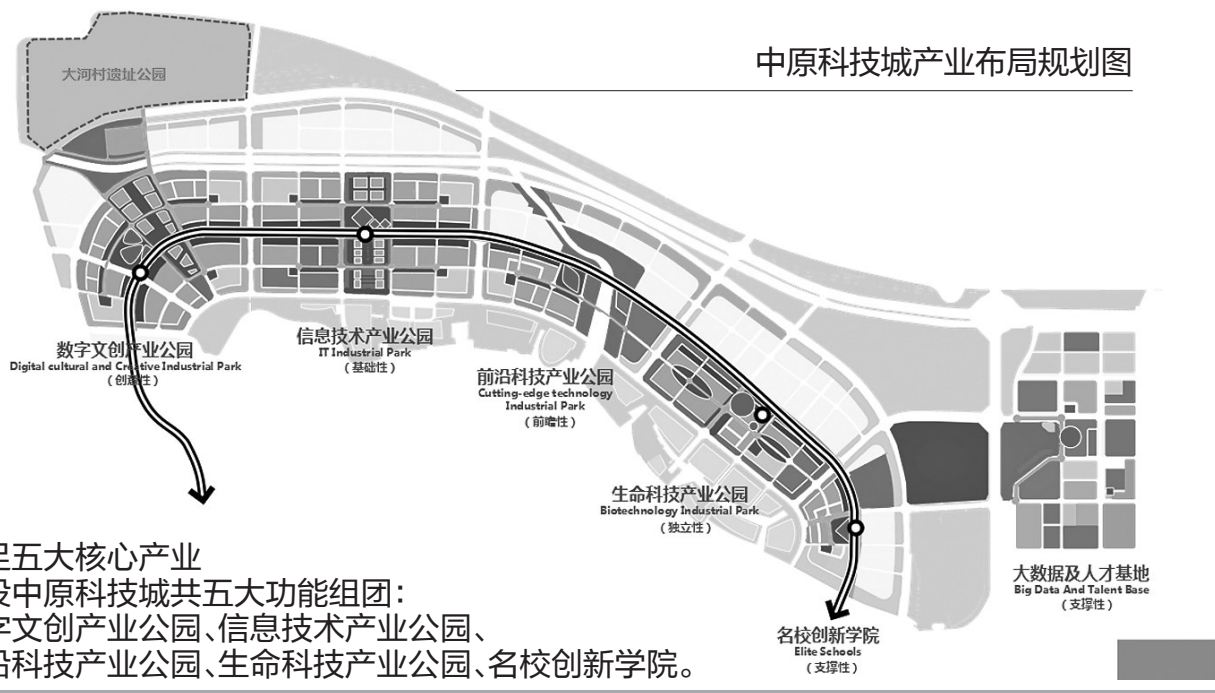 中原科技城产业布局规划图
大河村遗址公园
数字文创产业公园
Digital cultural and Creative Industrial Park
（创造性）
信息技术产业公园
IT Industrial Park
（基础性）
前沿科技产业公园
Cutting-edge technology
Industrial Park
（前瞻性）
生命科技产业公园
Biotechnology Industrial Park
（独立性）
名校创新学院
Elite Schools
（支撑性）
大数据及人才基地
Big Data And Talent Base
（支撑性）
足五大核心产业
设中原科技城共五大功能组团：
字文创产业公园、信息技术产业公园、
沿科技产业公园、生命科技产业公园、名校创新学院。